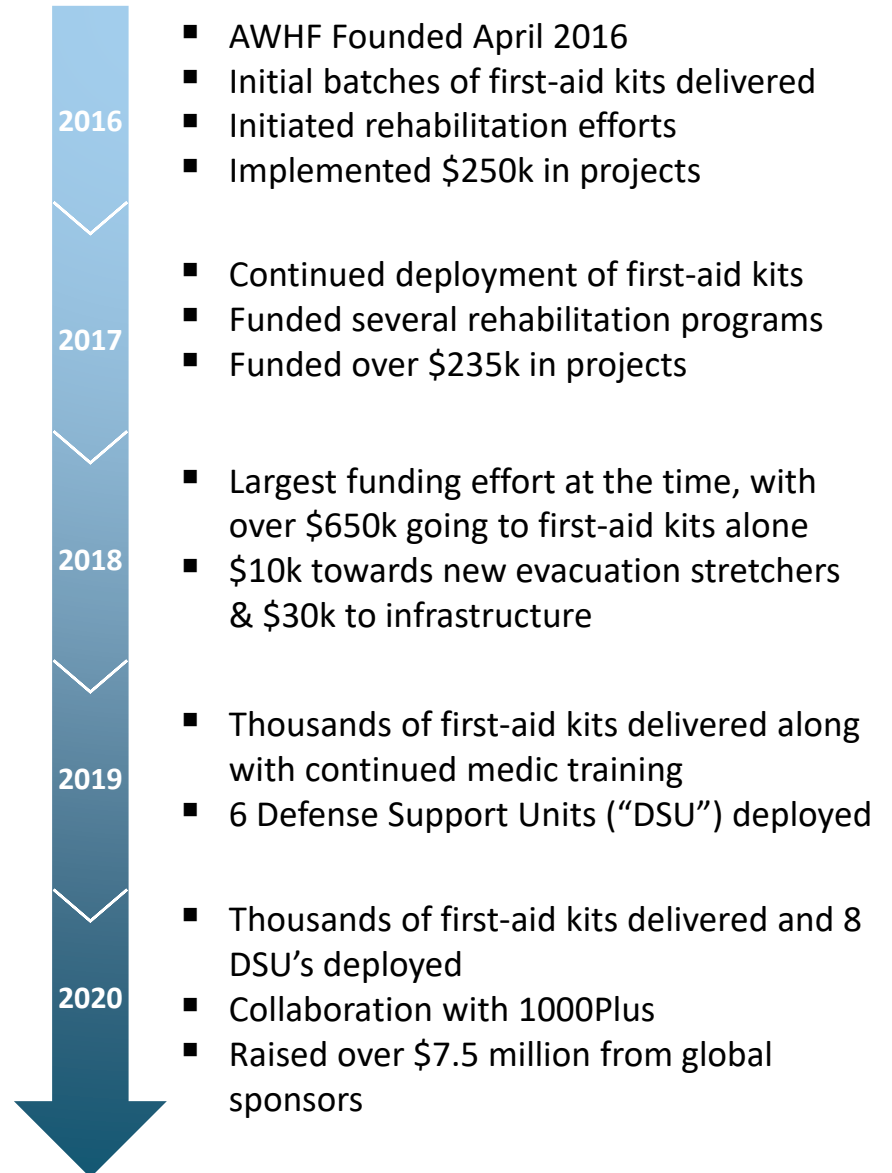 2016
▪ AWHF Founded April 2016
▪ Initial batches of first-aid kits delivered
▪ Initiated rehabilitation efforts
▪ Implemented $250k in projects
2017
▪ Continued deployment of first-aid kits
▪ Funded several rehabilitation programs
▪ Funded over $235k in projects
2018
▪ Largest funding effort at the time, with
over $650k going to first-aid kits alone
▪ $10k towards new evacuation stretchers
& $30k to infrastructure
2019
▪ Thousands of first-aid kits delivered along
with continued medic training
▪ 6 Defense Support Units (“DSU”) deployed
2020
▪ Thousands of first-aid kits delivered and 8
DSU’s deployed
▪ Collaboration with 1000Plus
▪ Raised over $7.5 million from global
sponsors